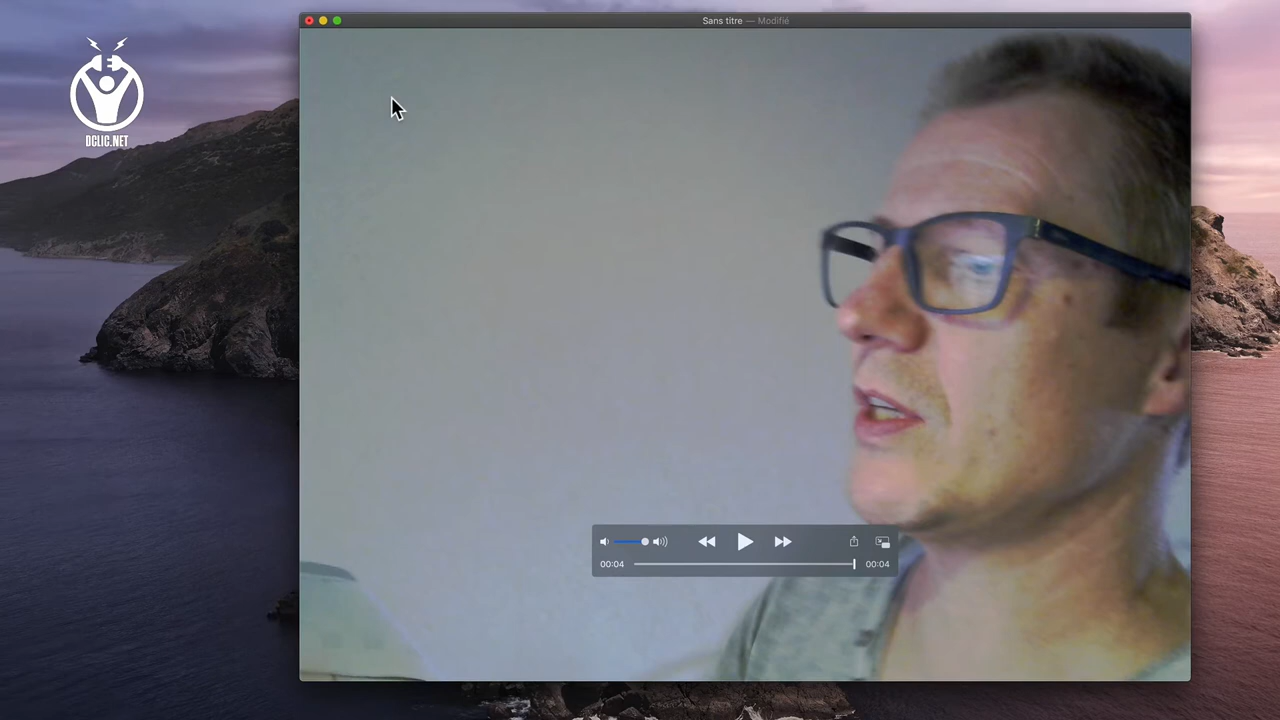 Sans titre — Modifié
DCLIC.NET
00:04
00:04